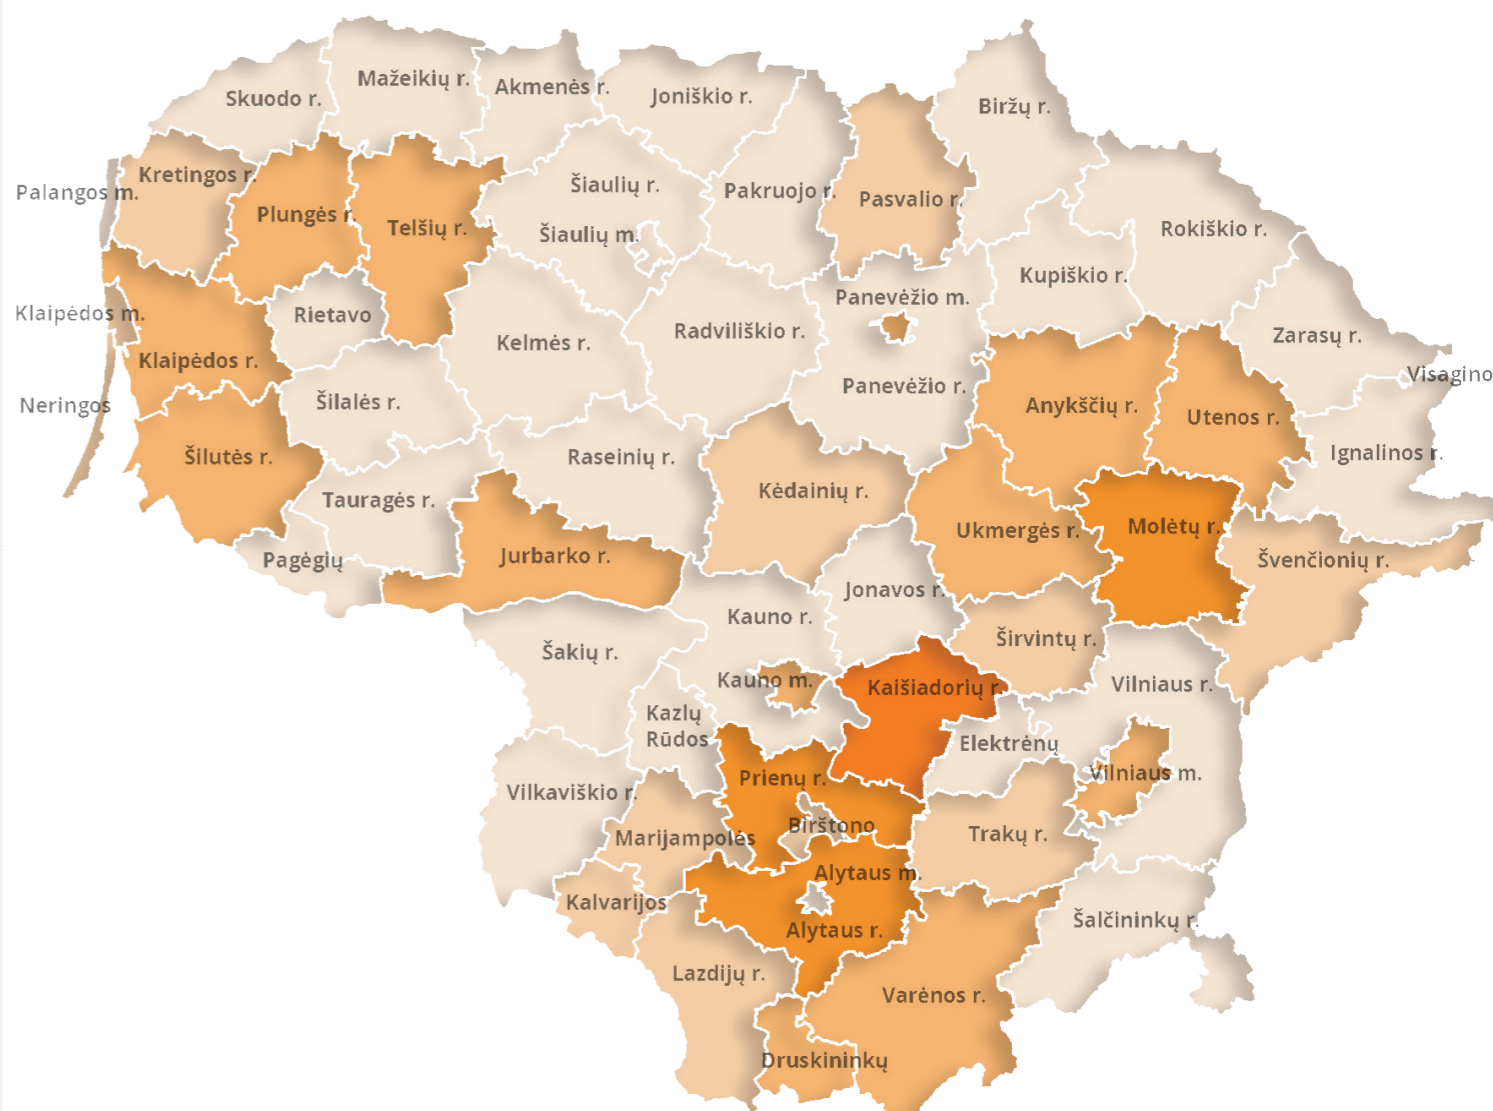 Mažeikių r.
Akmenės r.
Skuodo r.
Joniškio r.
Biržų r.
Kretingos r.
Šiaulių r.
Palangos m.
Pakruojo r.
Pasvalio r.
Plungės r.
Telšių r.
Šiaulių m.
Rokiškio r.
Kupiškio r.
Panevėžio m.
Klaipėdos m.
Rietavo
Radviliškio r.
Zarasų r.
Kelmės r.
Klaipėdos r.
Visagino
Panevėžio r.
Neringos
Šilalės r.
Anykščių r.
Utenos r.
Ignalinos r.
Šilutės r.
Raseinių r.
Kėdainių r.
Tauragės r.
Ukmergės r.
Molėtų r.
Pagėgių
Jurbarko r.
Švenčionių r.
Jonavos r.
Kauno r.
Širvintų r.
Šakių r.
Kauno m.
Kaišiadorių r.
Vilniaus r.
Kazlų
Rūdos
Elektrėnų
Vilniaus m.
Prienų r.
Vilkaviškio r.
Birštono
Marijampolės
Trakų r.
Alytaus m.
Kalvarijos
Šalčininkų r.
Alytaus r.
Lazdijų r.
Varėnos r.
Druskininkų